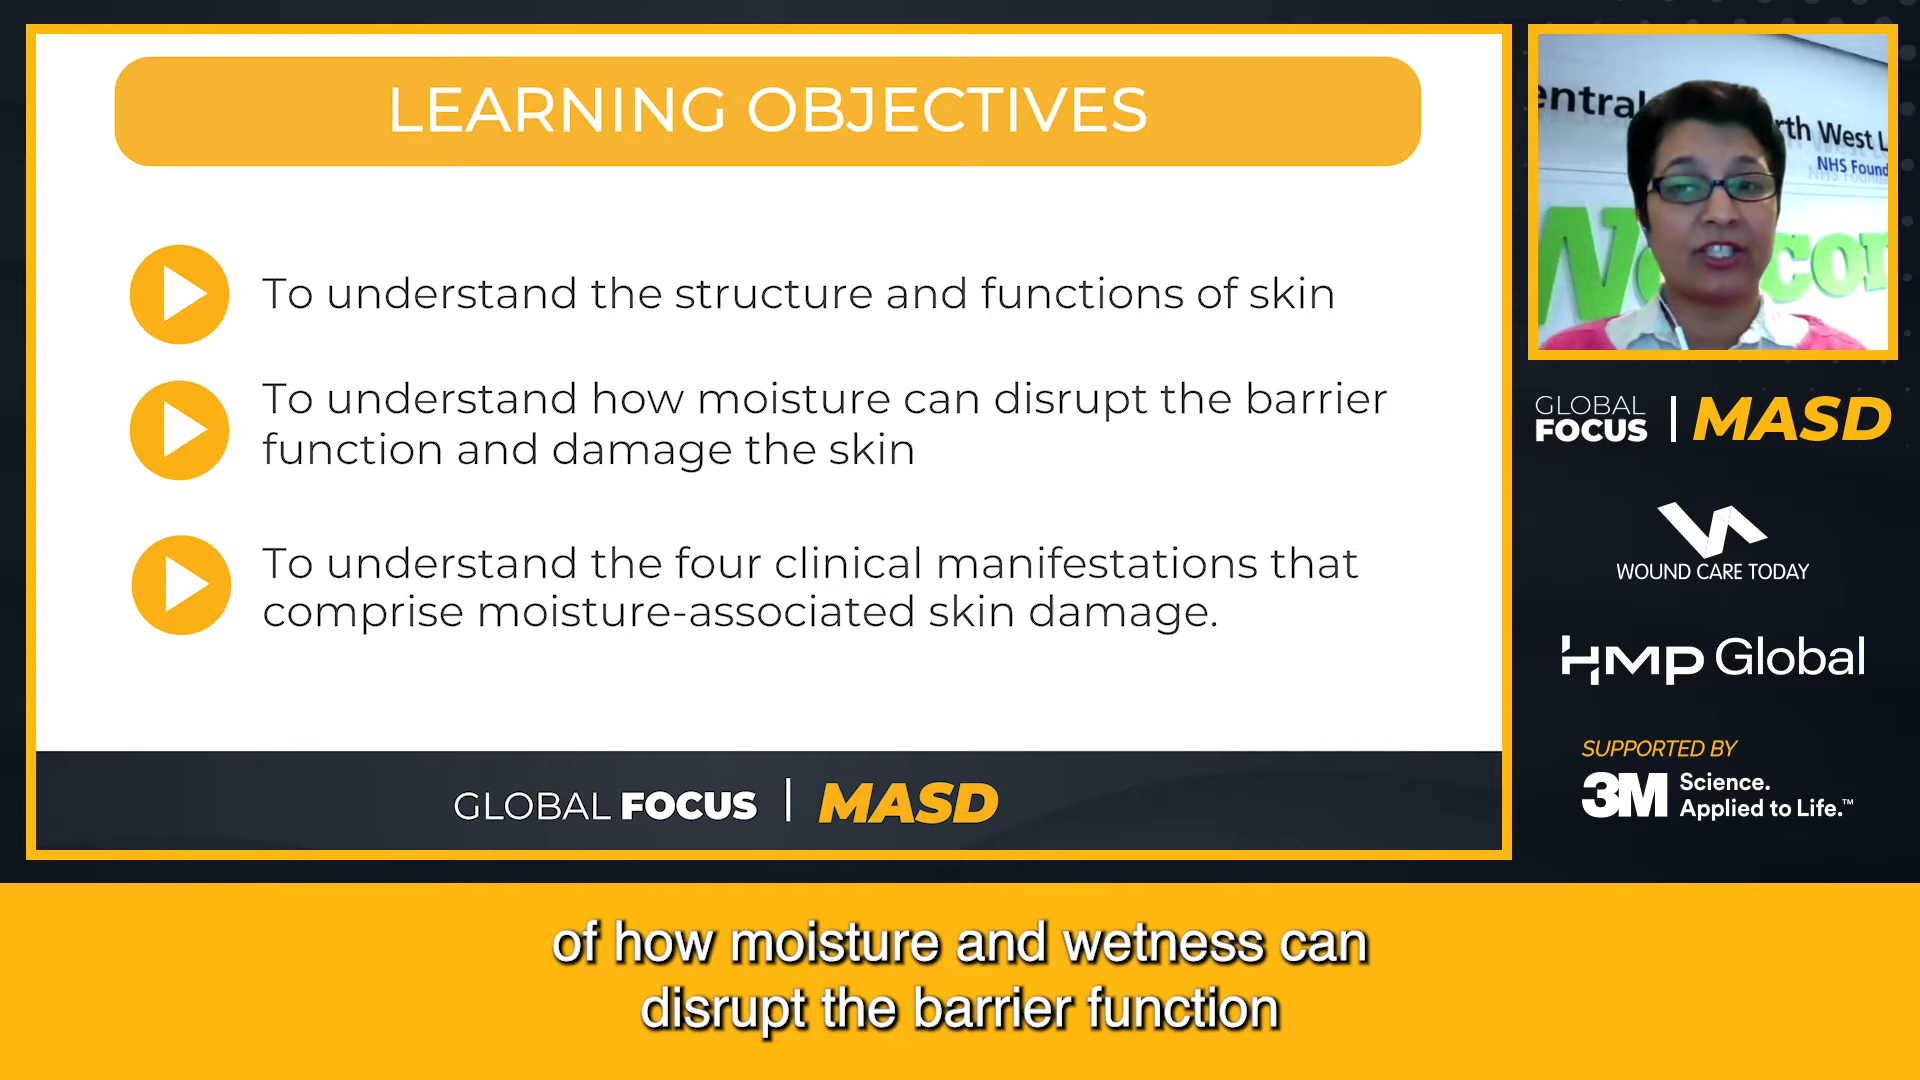 LEARNING OBJECTIVES
To understand the structure and functions of skin
To understand how moisture can disrupt the barrier
function and damage the skin
To understand the four clinical manifestations that
comprise moisture-associated skin damage.
GLOBAL FOCUS | MASD
entral
rth West L
NHS Found
GLOBAL
FOCUS | MASD
WOUND CARE TODAY
HMP Global
SUPPORTED BY
3M Science.
Applied to Life.™
of how moisture and wetness can
disrupt the barrier function